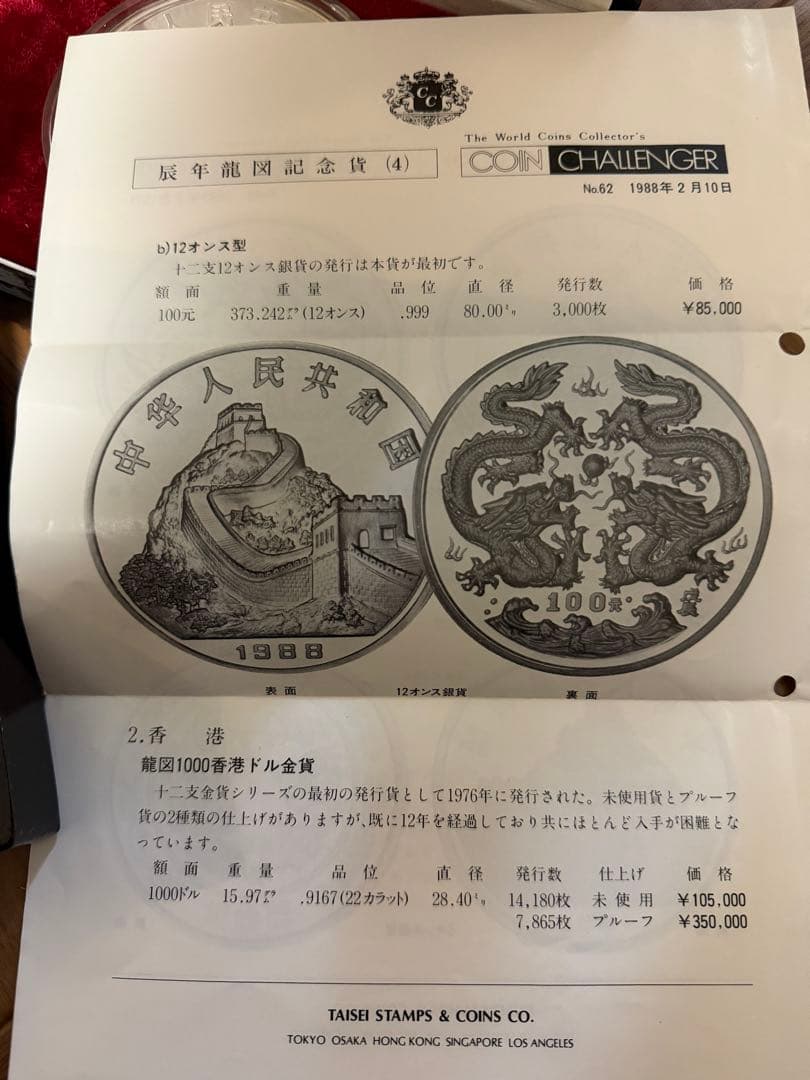 人民共
CC
The World Coins Collector's
COIN CHALLENGER
辰年龍図記念貨 (4)
No.62 1988年2月10日
b)12オンス型
十二支12オンス銀貨の発行は本貨が最初です。
額面 重量 品位 直径 発行数 価格
100元 373.242㌘(12オンス) .999 80.00㍉ 3,000枚 ¥85,000
中华人民共和国
1988
100元 戊辰
表面 12オンス銀貨 裏面
2.香港
龍図1000香港ドル金貨
十二支金貨シリーズの最初の発行貨として1976年に発行された。未使用貨とプルーフ
貨の2種類の仕上げがありますが、既に12年を経過しており共にほとんど入手が困難とな
っています。
額面 重量 品位 直径 発行数 仕上げ 価格
1000ドル 15.97㌘ .9167(22カラット) 28.40㍉ 14,180枚 未使用 ¥105,000
7,865枚 プルーフ ¥350,000
TAISEI STAMPS & COINS CO.
TOKYO OSAKA HONG KONG SINGAPORE LOS ANGELES